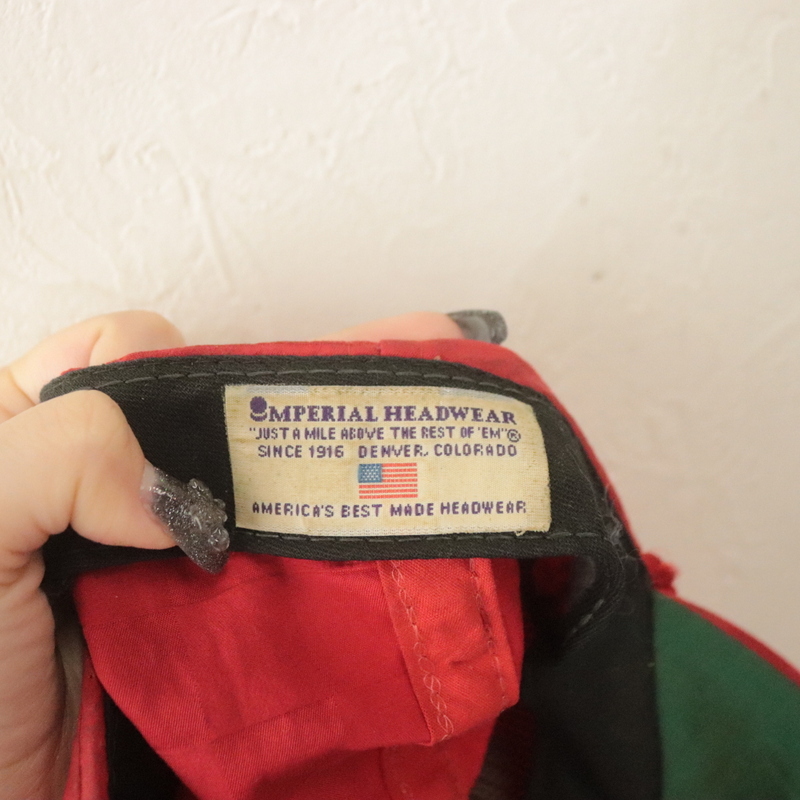 IMPERIAL HEADWEAR
"JUST A MILE ABOVE THE REST OF 'EM"®
SINCE 1916 DENVER, COLORADO
AMERICA'S BEST MADE HEADWEAR